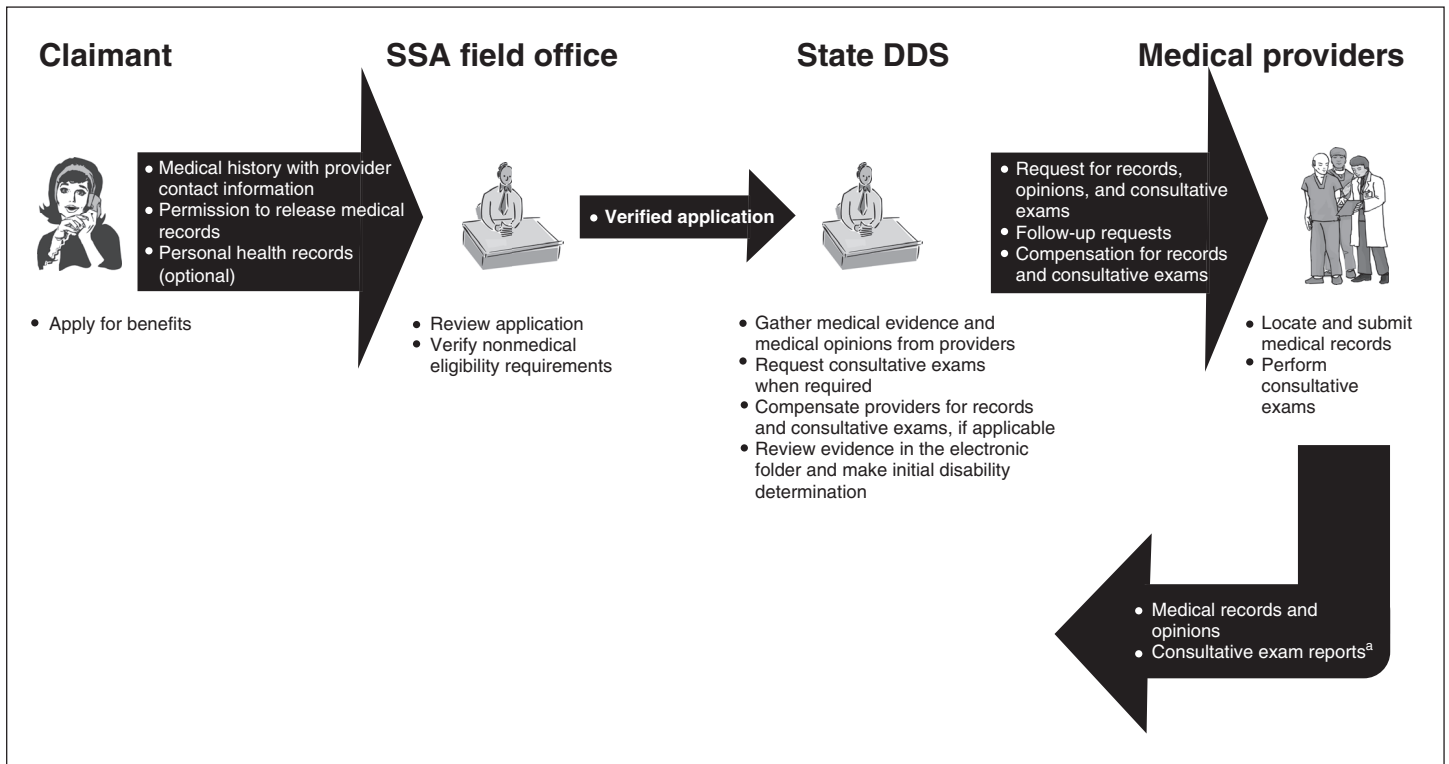 Claimant
SSA field office
State DDS
Medical providers
• Medical history with provider
contact information
• Permission to release medical
records
• Personal health records
(optional)
• Verified application
• Request for records,
opinions, and consultative
exams
• Follow-up requests
• Compensation for records
and consultative exams
• Apply for benefits
• Review application
• Verify nonmedical
eligibility requirements
• Gather medical evidence and
medical opinions from providers
• Request consultative exams
when required
• Compensate providers for records
and consultative exams, if applicable
• Review evidence in the electronic
folder and make initial disability
determination
• Locate and submit
medical records
• Perform
consultative
exams
• Medical records and
opinions
• Consultative exam reportsᵃ